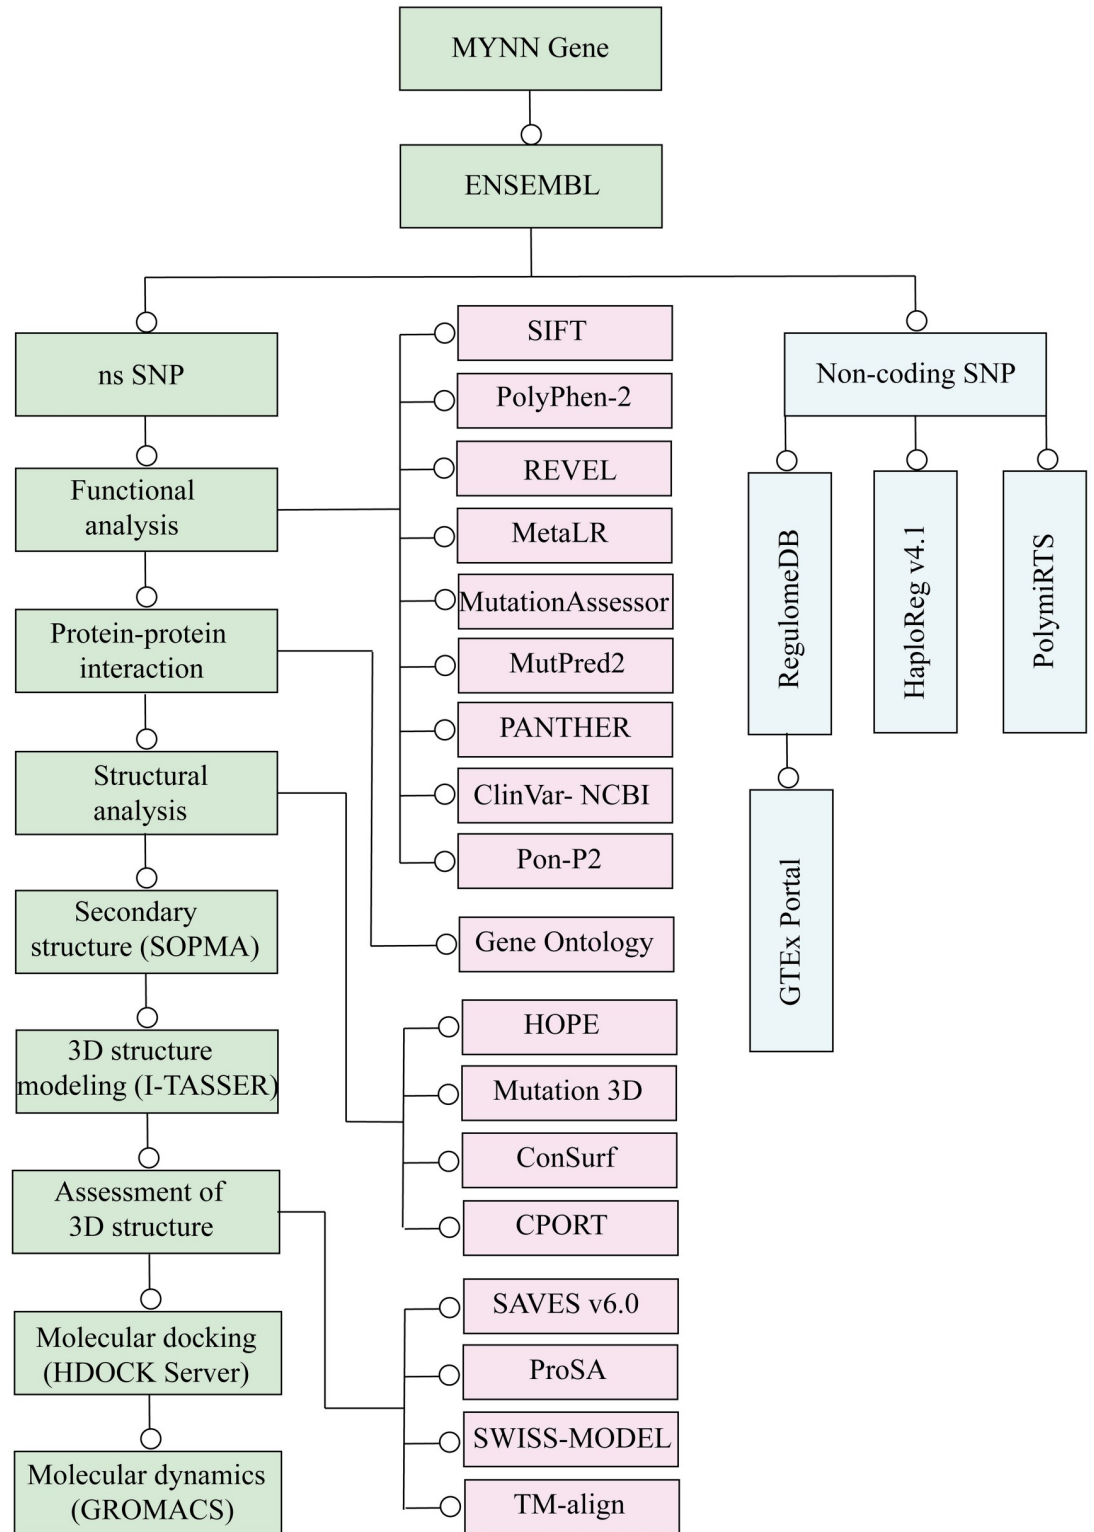 MYNN Gene
ENSEMBL
ns SNP
Functional
analysis
Protein-protein
interaction
Structural
analysis
Secondary
structure (SOPMA)
3D structure
modeling (I-TASSER)
Assessment of
3D structure
Molecular docking
(HDOCK Server)
Molecular dynamics
(GROMACS)
SIFT
PolyPhen-2
REVEL
MetaLR
MutationAssessor
MutPred2
PANTHER
ClinVar- NCBI
Pon-P2
Gene Ontology
HOPE
Mutation 3D
ConSurf
CPORT
SAVES v6.0
ProSA
SWISS-MODEL
TM-align
Non-coding SNP
RegulomeDB
HaploReg v4.1
PolymiRTS
GTEx Portal